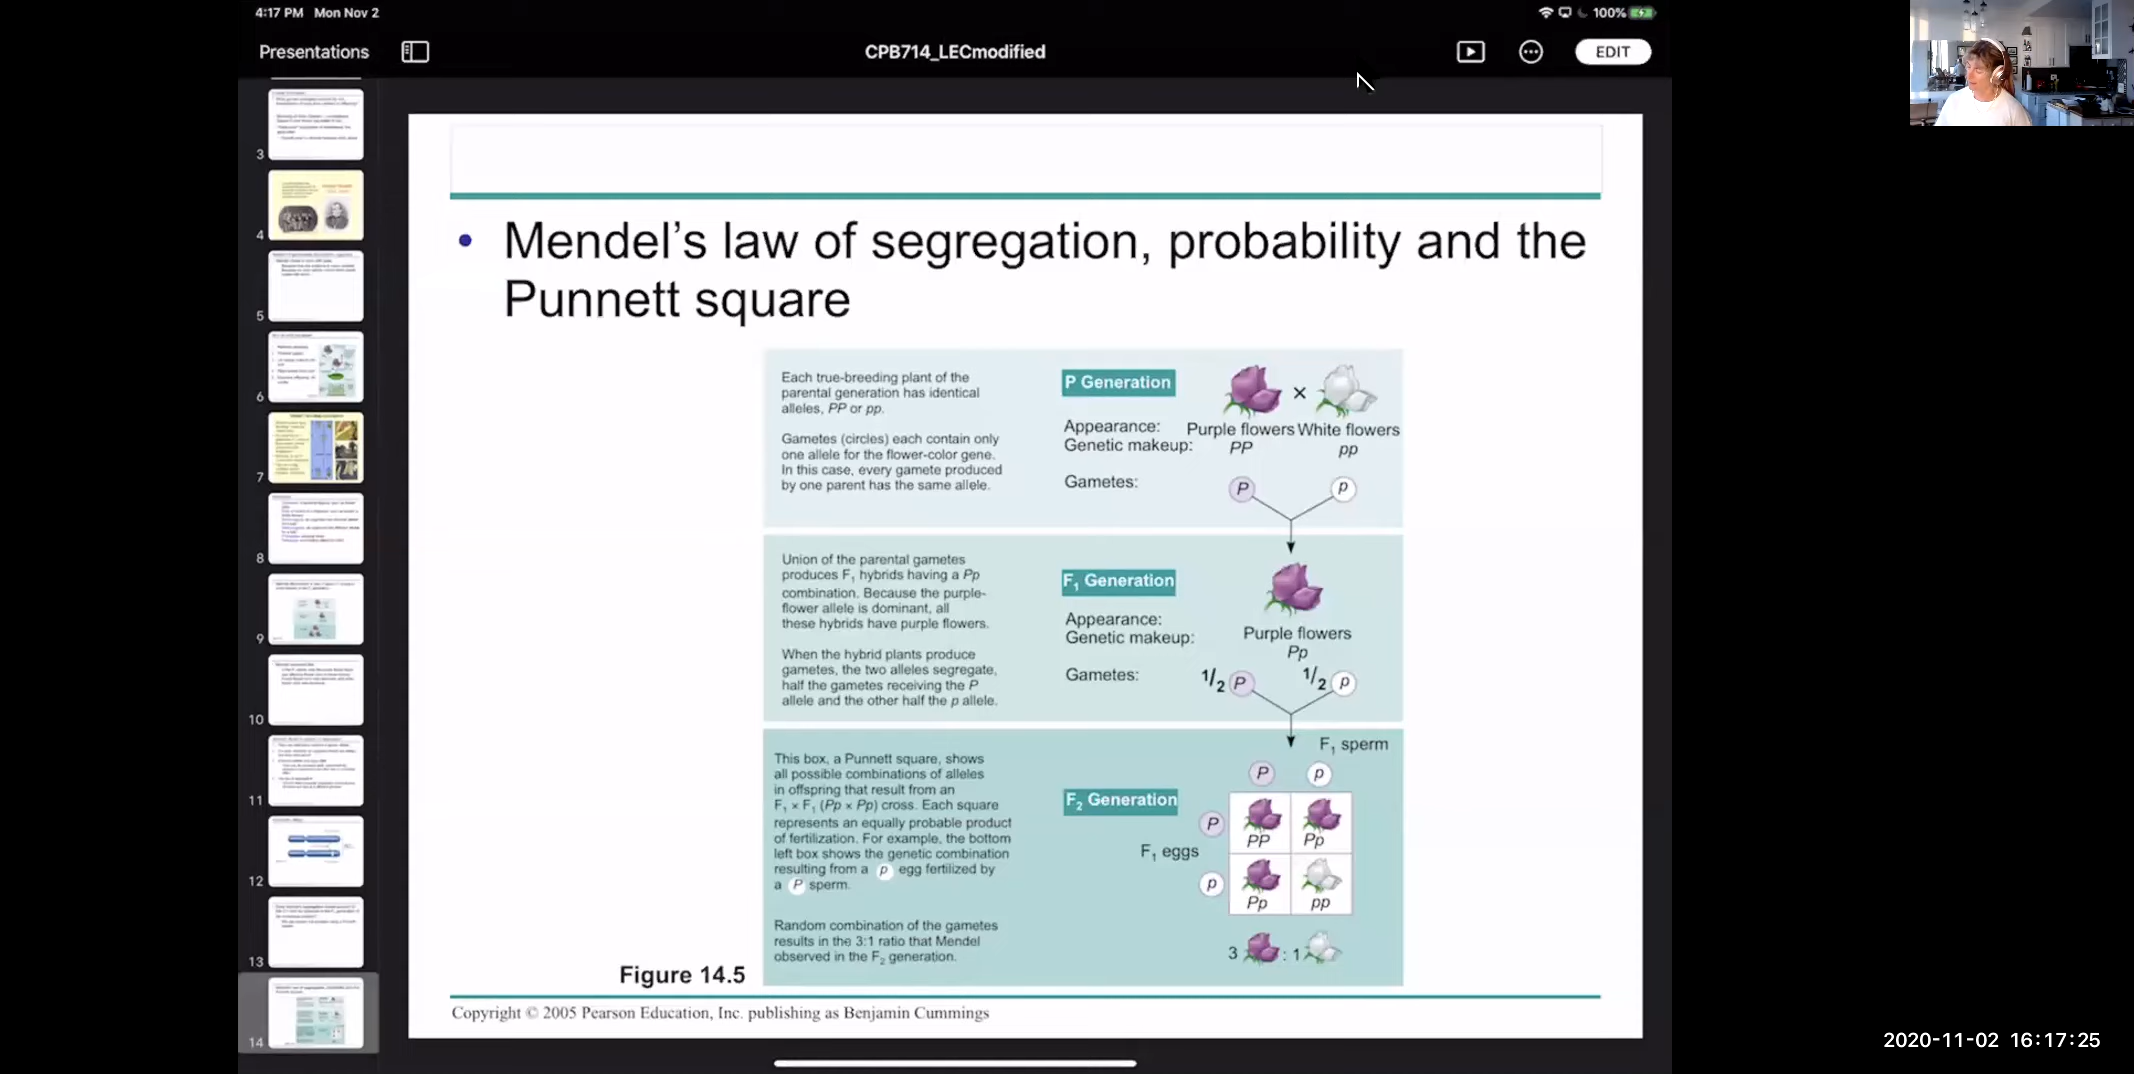 4:17 PM Mon Nov 2
100%
Presentations
CPB714_LECmodified
EDIT
3
4
5
6
7
8
9
10
11
12
13
14
• Mendel’s law of segregation, probability and the
Punnett square
Each true-breeding plant of the
parental generation has identical
alleles, PP or pp.
Gametes (circles) each contain only
one allele for the flower-color gene.
In this case, every gamete produced
by one parent has the same allele.
P Generation
×
Appearance:
Purple flowers White flowers
Genetic makeup:
PP
pp
Gametes:
P
p
Union of the parental gametes
produces F₁ hybrids having a Pp
combination. Because the purple-
flower allele is dominant, all
these hybrids have purple flowers.
When the hybrid plants produce
gametes, the two alleles segregate,
half the gametes receiving the P
allele and the other half the p allele.
F₁ Generation
Appearance:
Genetic makeup:
Purple flowers
Pp
Gametes:
1/2 P
1/2 p
This box, a Punnett square, shows
all possible combinations of alleles
in offspring that result from an
F₁ × F₁ (Pp × Pp) cross. Each square
represents an equally probable product
of fertilization. For example, the bottom
left box shows the genetic combination
resulting from a p egg fertilized by
a P sperm.
Random combination of the gametes
results in the 3:1 ratio that Mendel
observed in the F₂ generation.
F₁ sperm
P
p
F₂ Generation
P
PP
Pp
F₁ eggs
p
Pp
pp
3 : 1
Figure 14.5
Copyright © 2005 Pearson Education, Inc. publishing as Benjamin Cummings
2020-11-02 16:17:25